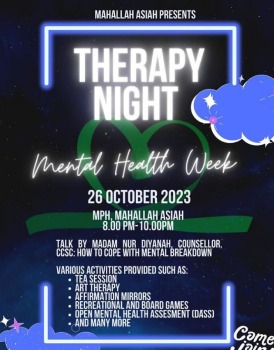 MAHALLAH ASIAH PRESENTS
THERAPY
NIGHT
Mental Health Week
26 OCTOBER 2023
MPH, MAHALLAH ASIAH
8.00 PM-10.00PM
TALK BY MADAM NUR DIYANAH, COUNSELLOR,
CCSC: HOW TO COPE WITH MENTAL BREAKDOWN
VARIOUS ACTIVITIES PROVIDED SUCH AS:
• TEA SESSION
• ART THERAPY
• AFFIRMATION MIRRORS
• RECREATIONAL AND BOARD GAMES
• OPEN MENTAL HEALTH ASSESMENT (DASS)
• AND MANY MORE
Come